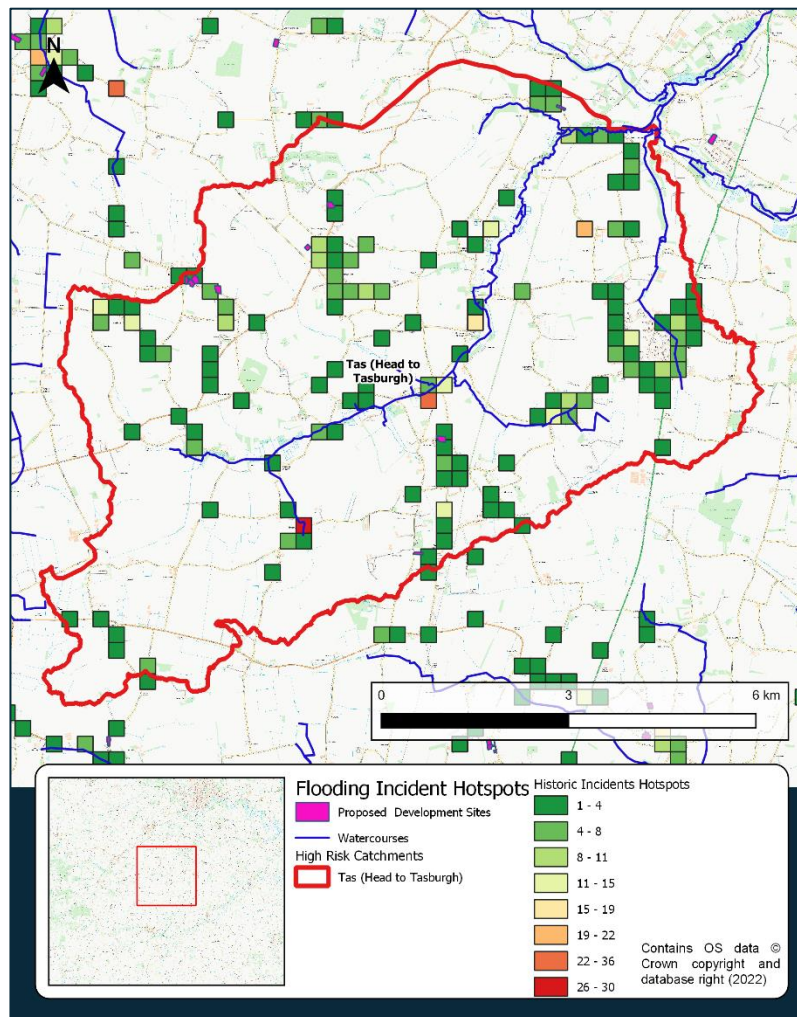 N
Tas (Head to
Tasburgh)
0 3 6 km
Flooding Incident Hotspots
Proposed Development Sites
Watercourses
High Risk Catchments
Tas (Head to Tasburgh)
Historic Incidents Hotspots
1 - 4
4 - 8
8 - 11
11 - 15
15 - 19
19 - 22
22 - 36
26 - 30
Contains OS data ©
Crown copyright and
database right (2022)